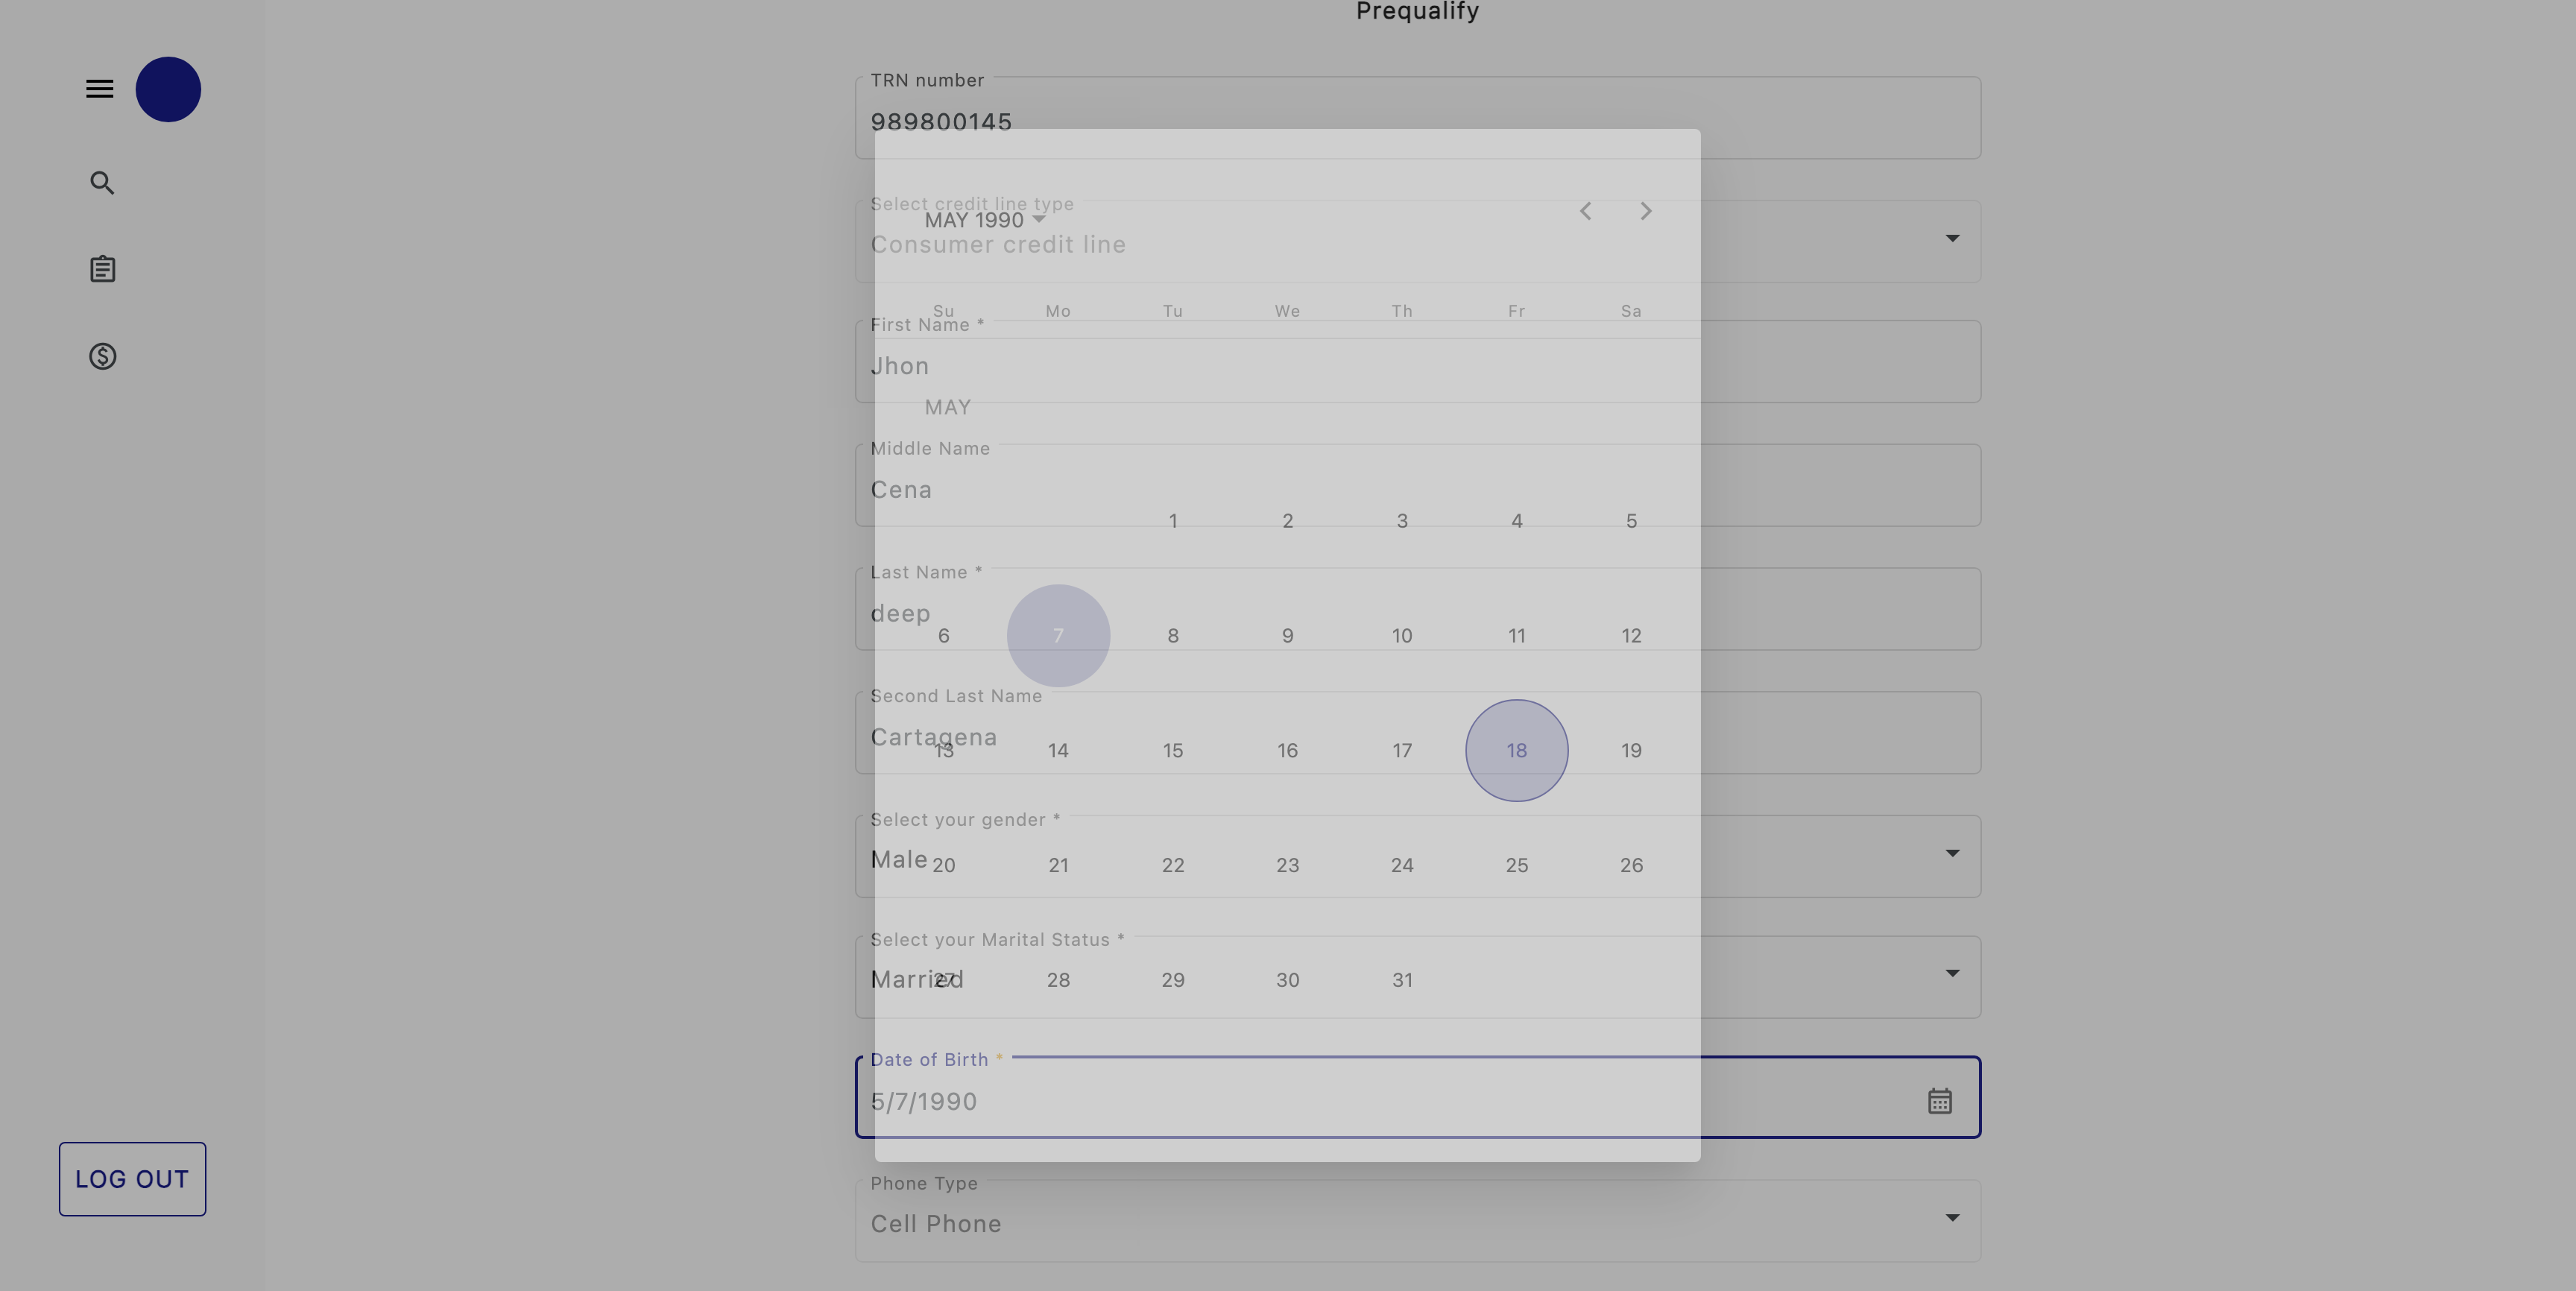 Prequalify
TRN number
989800145
Select credit line type
MAY 1990
Consumer credit line
Su Mo Tu We Th Fr Sa
First Name *
Jhon
MAY
Middle Name
Cena
1 2 3 4 5
Last Name *
deep
6 7 8 9 10 11 12
Second Last Name
Cartagena
13 14 15 16 17 18 19
Select your gender *
Male
20 21 22 23 24 25 26
Select your Marital Status *
Married
27 28 29 30 31
Date of Birth *
5/7/1990
LOG OUT
Phone Type
Cell Phone